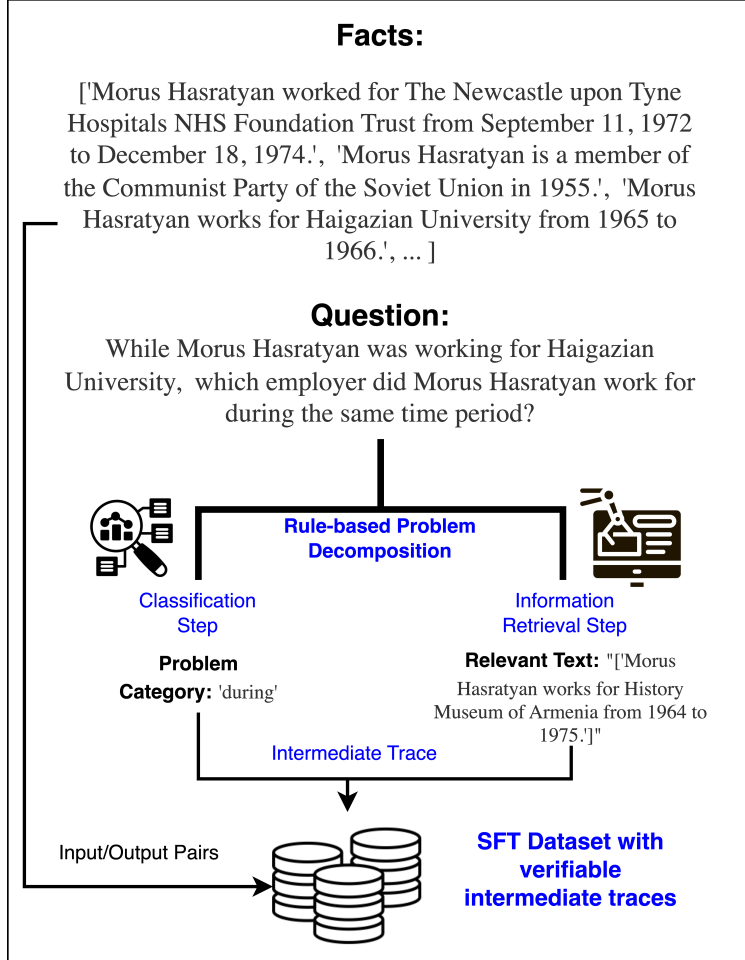 Facts:
['Morus Hasratyan worked for The Newcastle upon Tyne
Hospitals NHS Foundation Trust from September 11, 1972
to December 18, 1974.', 'Morus Hasratyan is a member of
the Communist Party of the Soviet Union in 1955.', 'Morus
Hasratyan works for Haigazian University from 1965 to
1966.', ... ]
Question:
While Morus Hasratyan was working for Haigazian
University, which employer did Morus Hasratyan work for
during the same time period?
Rule-based Problem
Decomposition
Classification
Step
Information
Retrieval Step
Problem
Category: 'during'
Relevant Text: "['Morus
Hasratyan works for History
Museum of Armenia from 1964 to
1975.']"
Intermediate Trace
Input/Output Pairs
SFT Dataset with
verifiable
intermediate traces